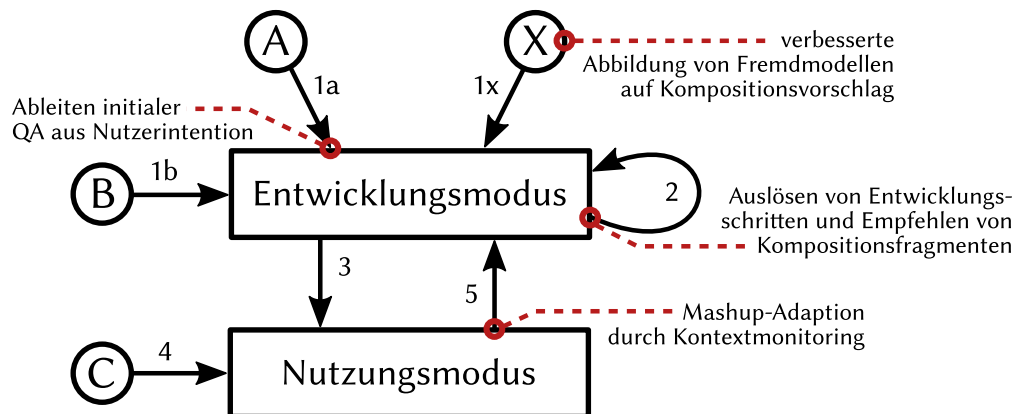 A
X
verbesserte
Abbildung von Fremdmodellen
auf Kompositionsvorschlag
1a
1x
Ableiten initialer
QA aus Nutzerintention
B
1b
Entwicklungsmodus
2
Auslösen von Entwicklungs-
schritten und Empfehlen von
Kompositionsfragmenten
3
5
Mashup-Adaption
durch Kontextmonitoring
C
4
Nutzungsmodus